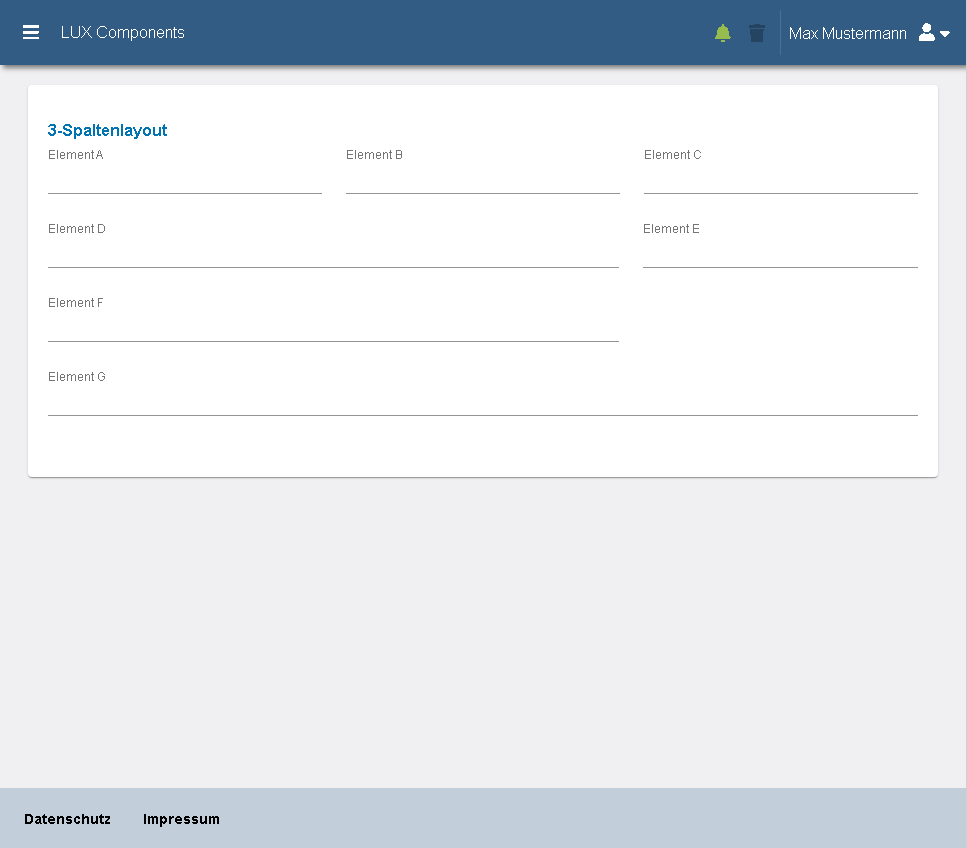 LUX Components
Max Mustermann
3-Spaltenlayout
Element A Element B Element C
Element D Element E
Element F
Element G
Datenschutz Impressum